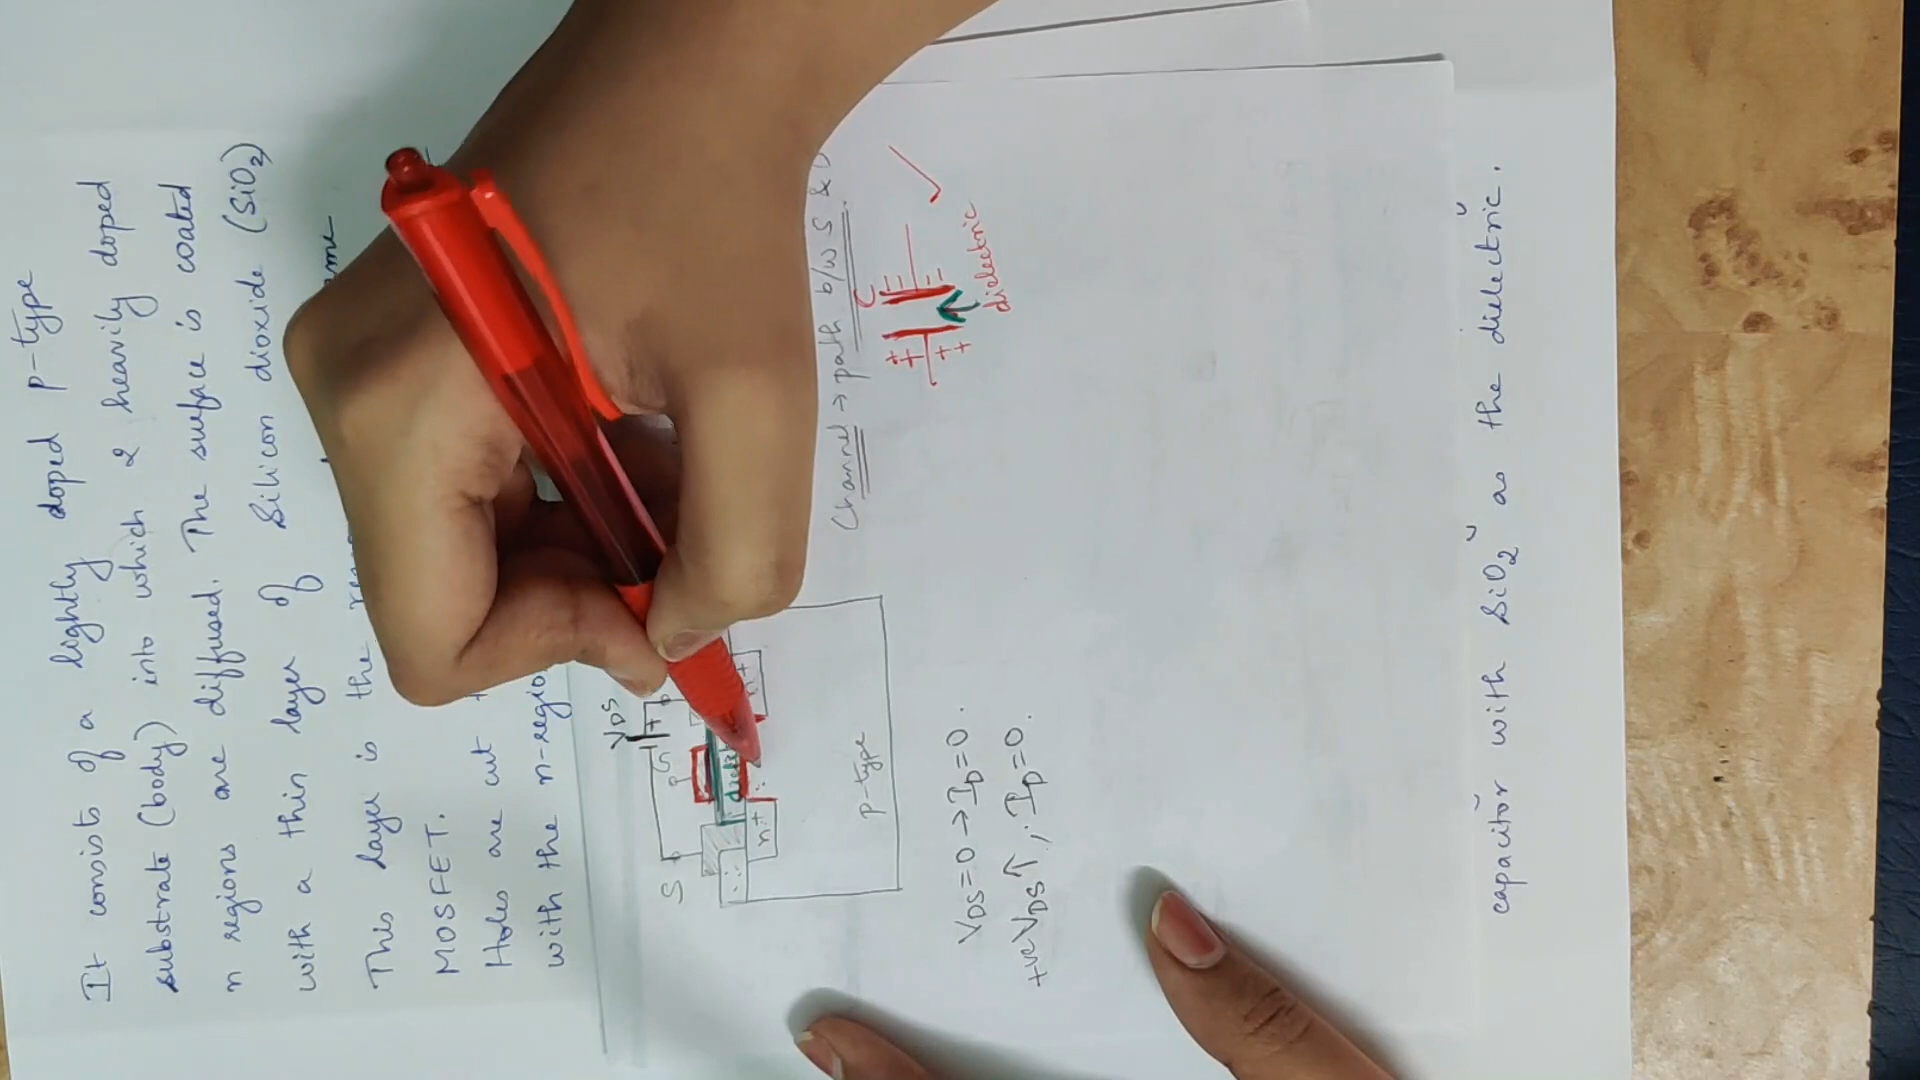 It consists of a lightly doped p-type
substrate (body) into which 2 heavily doped
n regions are diffused. The surface is coated
with a thin layer of Silicon dioxide (SiO2)
This layer is the
MOSFET.
Holes are cut
with the n-regio
VDS
S
G
n+
n+
p-type
Channel → path b/w S &
C
dielectric
VDS = 0 → ID = 0.
+ve VDS ↑, ID = 0.
capacitor with SiO2 as the dielectric.